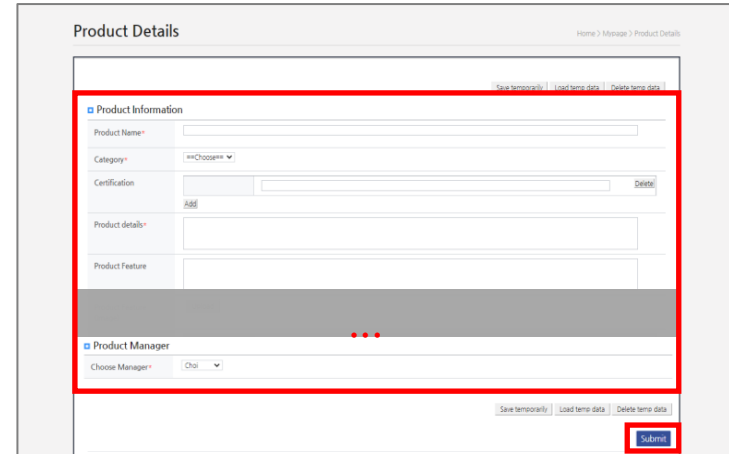 Product Details
Home > Mypage > Product Details
Save temporarily Load temp data Delete temp data
Product Information
Product Name*
Category* ==Choose==
Certification Delete
Add
Product details*
Product Feature
...
Product Manager
Choose Manager* Choi
Save temporarily Load temp data Delete temp data
Submit